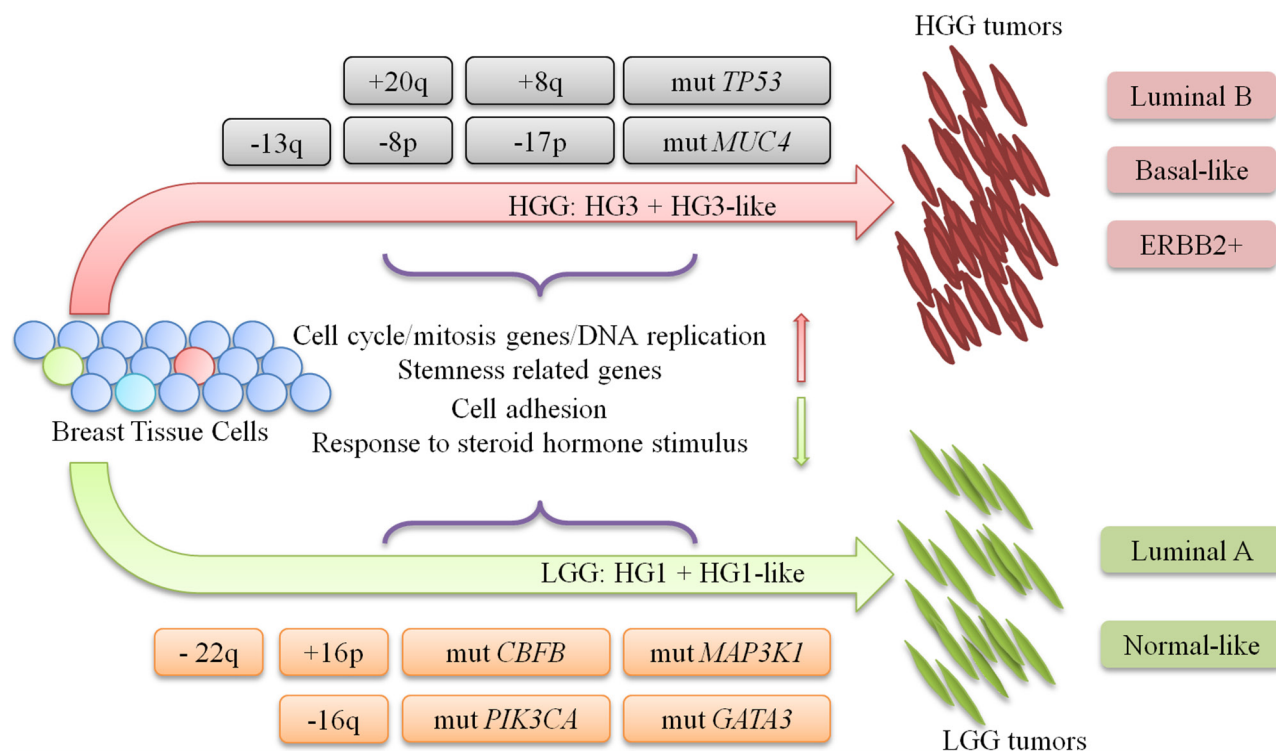 HGG tumors
+20q
+8q
mut TP53
-13q
-8p
-17p
mut MUC4
HGG: HG3 + HG3-like
Luminal B
Basal-like
ERBB2+
Cell cycle/mitosis genes/DNA replication
Stemness related genes
Cell adhesion
Response to steroid hormone stimulus
Breast Tissue Cells
LGG: HG1 + HG1-like
Luminal A
Normal-like
- 22q
+16p
mut CBFB
mut MAP3K1
-16q
mut PIK3CA
mut GATA3
LGG tumors